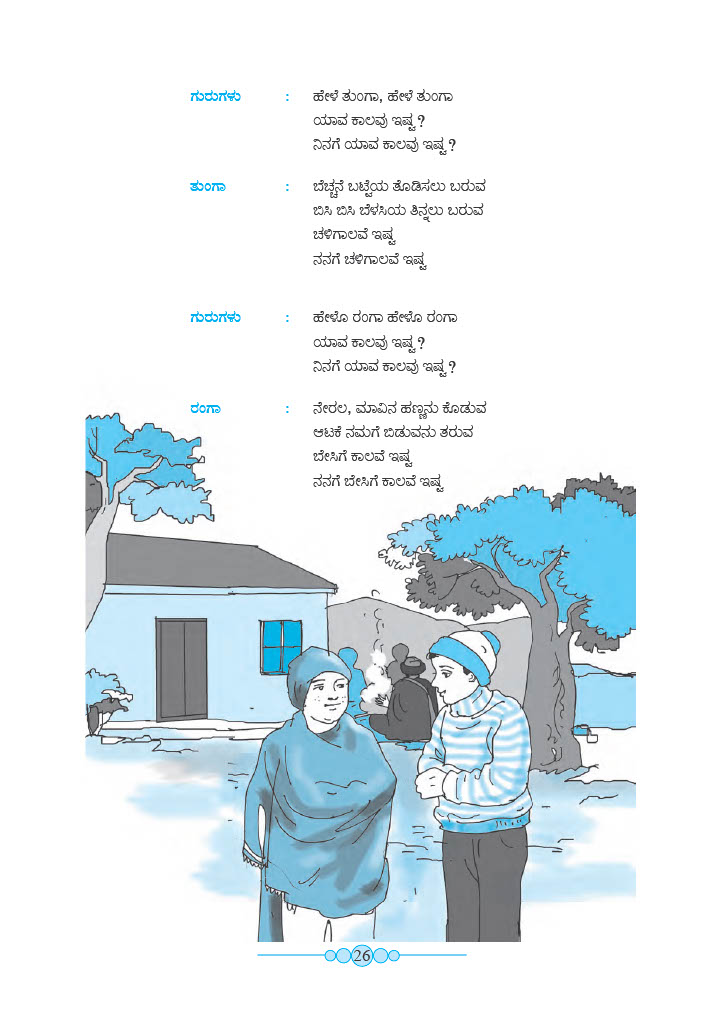 ಗುರುಗಳು : ಹೇಳೆ ತುಂಗಾ, ಹೇಳೆ ತುಂಗಾ
ಯಾವ ಕಾಲವು ಇಷ್ಟ ?
ನಿನಗೆ ಯಾವ ಕಾಲವು ಇಷ್ಟ ?
ತುಂಗಾ : ಬೆಚ್ಚನೆ ಬಟ್ಟೆಯ ತೊಡಿಸಲು ಬರುವ
ಬಿಸಿ ಬಿಸಿ ಬೆಳಸಿಯ ತಿನ್ನಲು ಬರುವ
ಚಳಿಗಾಲವೆ ಇಷ್ಟ
ನನಗೆ ಚಳಿಗಾಲವೆ ಇಷ್ಟ
ಗುರುಗಳು : ಹೇಳೊ ರಂಗಾ ಹೇಳೊ ರಂಗಾ
ಯಾವ ಕಾಲವು ಇಷ್ಟ ?
ನಿನಗೆ ಯಾವ ಕಾಲವು ಇಷ್ಟ ?
ರಂಗಾ : ನೇರಲ, ಮಾವಿನ ಹಣ್ಣನು ಕೊಡುವ
ಆಟಕೆ ನಮಗೆ ಬಿಡುವನು ತರುವ
ಬೇಸಿಗೆ ಕಾಲವೆ ಇಷ್ಟ
ನನಗೆ ಬೇಸಿಗೆ ಕಾಲವೆ ಇಷ್ಟ
26